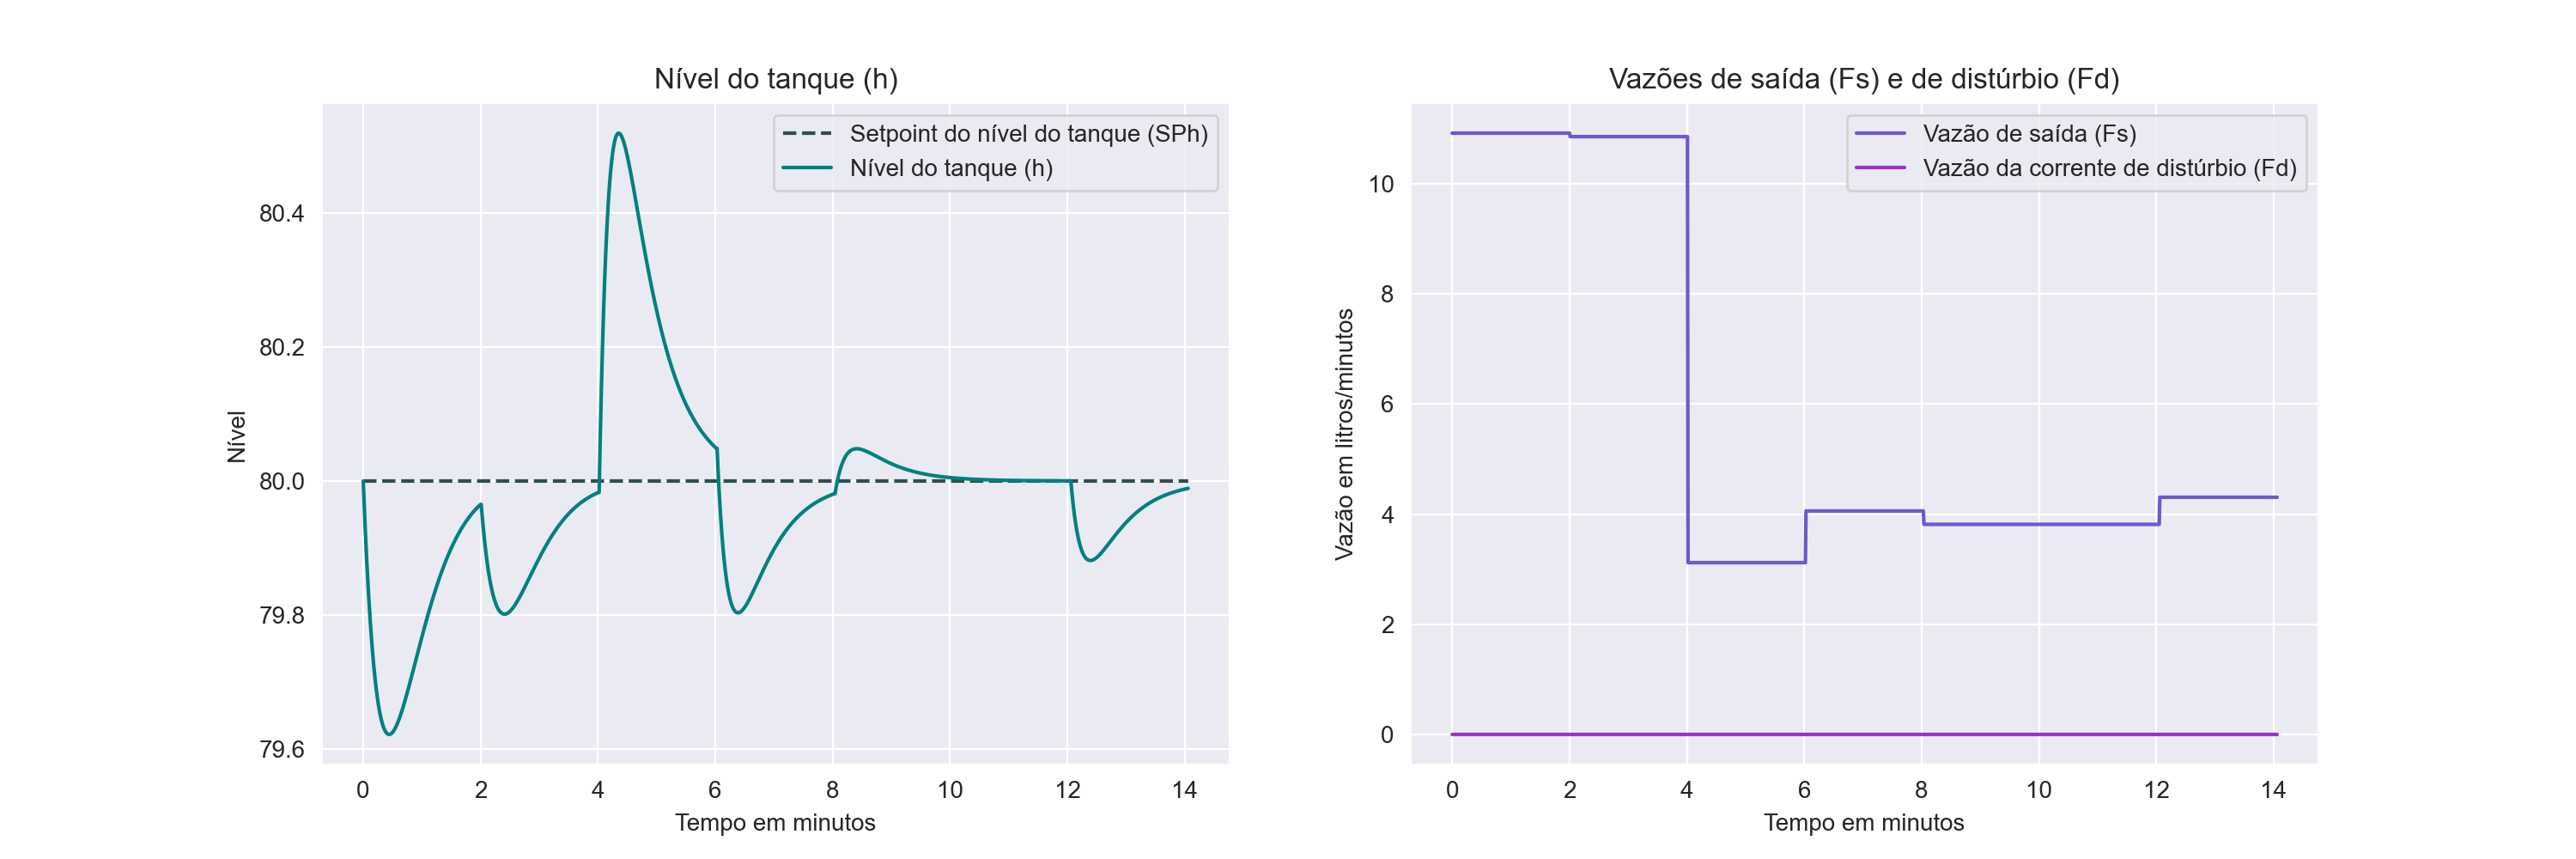 Nível do tanque (h)
Setpoint do nível do tanque (SPh)
Nível do tanque (h)
80.4
80.2
80.0
79.8
79.6
Nível
0 2 4 6 8 10 12 14
Tempo em minutos
Vazões de saída (Fs) e de distúrbio (Fd)
Vazão de saída (Fs)
Vazão da corrente de distúrbio (Fd)
10
8
6
4
2
0
Vazão em litros/minutos
0 2 4 6 8 10 12 14
Tempo em minutos